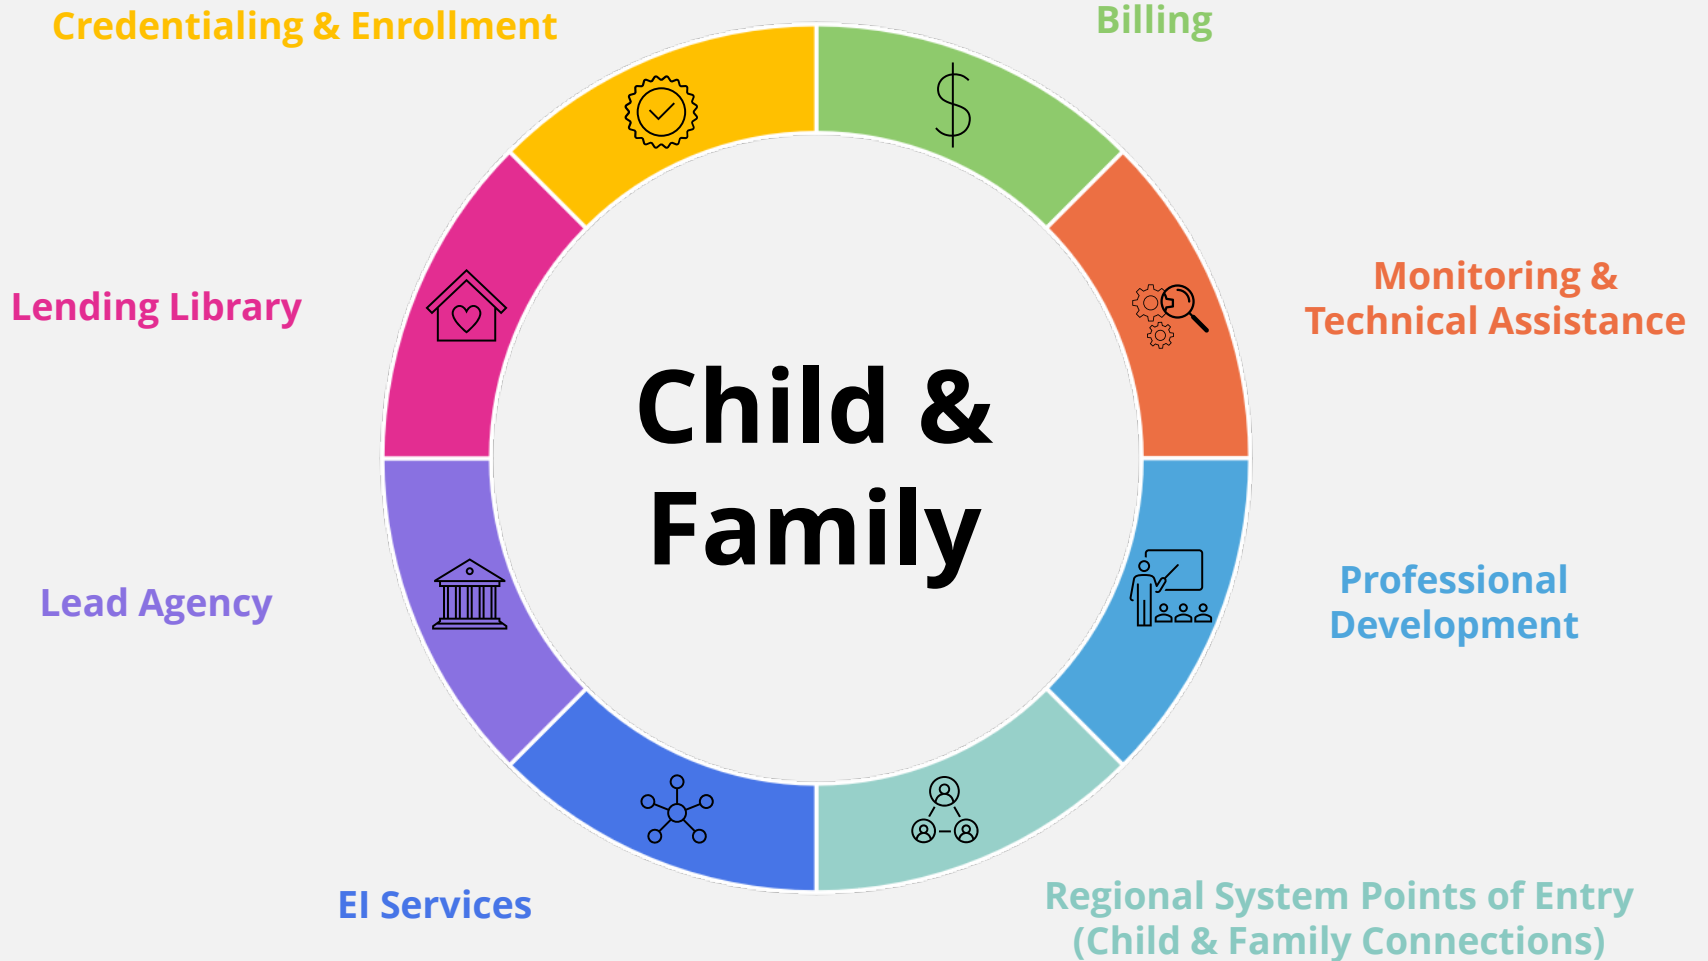 Credentialing & Enrollment
Billing
Lending Library
Monitoring &
Technical Assistance
Child &
Family
Lead Agency
Professional
Development
EI Services
Regional System Points of Entry
(Child & Family Connections)